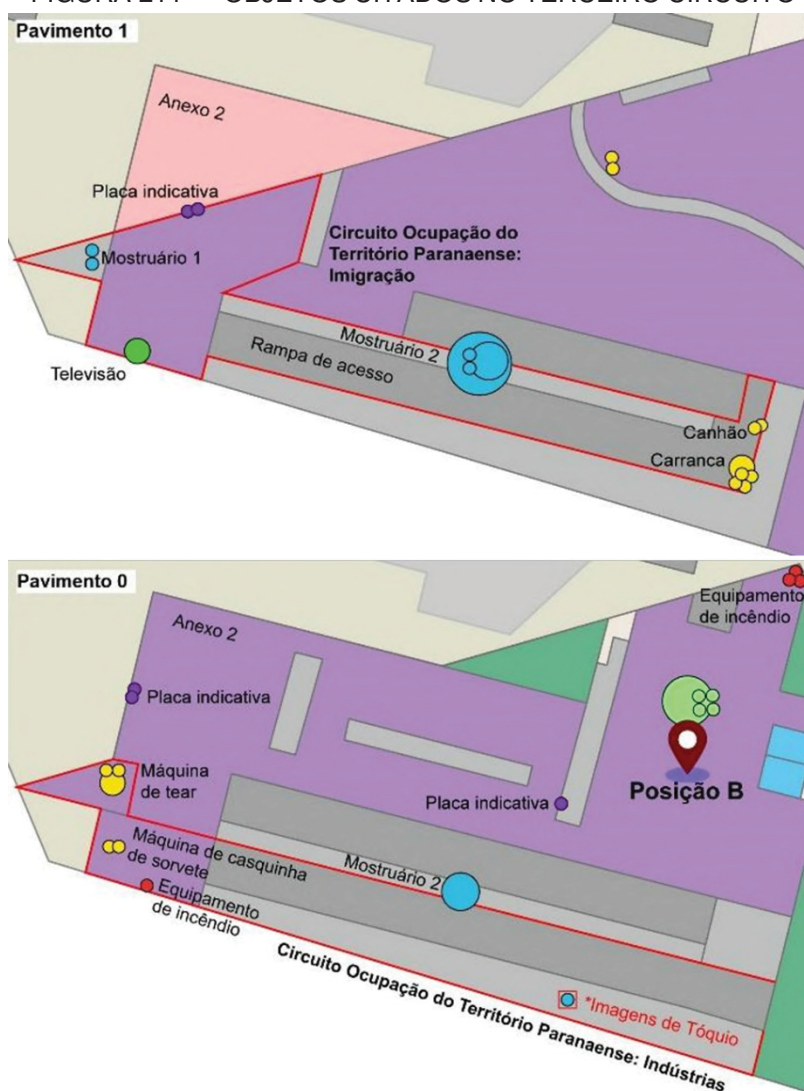 Pavimento 1
Anexo 2
Placa indicativa
Mostruário 1
Circuito Ocupação do
Território Paranaense:
Imigração
Mostruário 2
Rampa de acesso
Televisão
Canhão
Carranca
Pavimento 0
Equipamento
de incêndio
Anexo 2
Placa indicativa
Máquina
de tear
Posição B
Placa indicativa
Máquina de casquinha
de sorvete
Mostruário 2
Equipamento
de incêndio
Circuito Ocupação do Território Paranaense: Indústrias
*Imagens de Tóquio